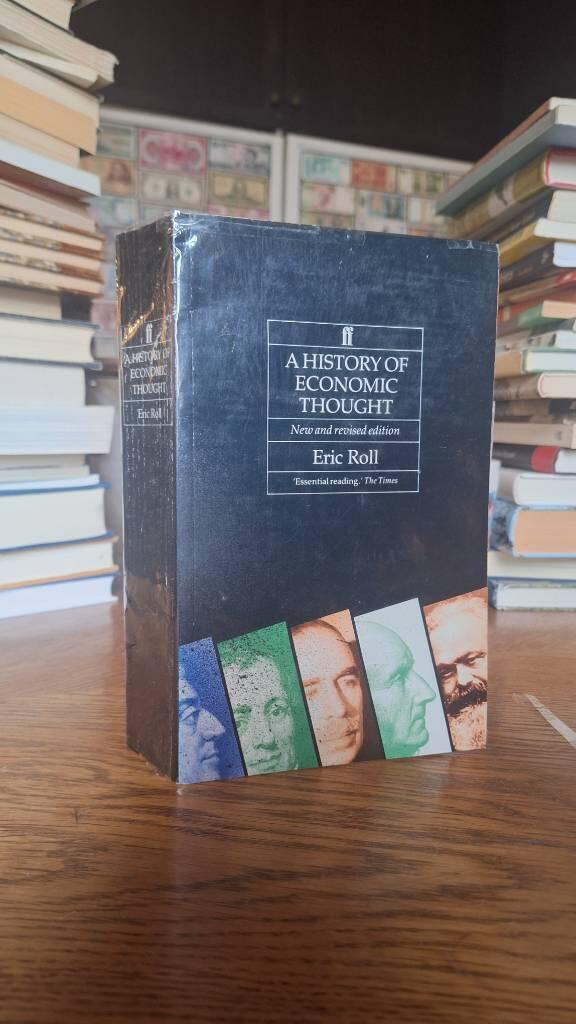 ff
A HISTORY OF
ECONOMIC
THOUGHT
Eric Roll
ff
A HISTORY OF
ECONOMIC
THOUGHT
New and revised edition
Eric Roll
'Essential reading.' The Times